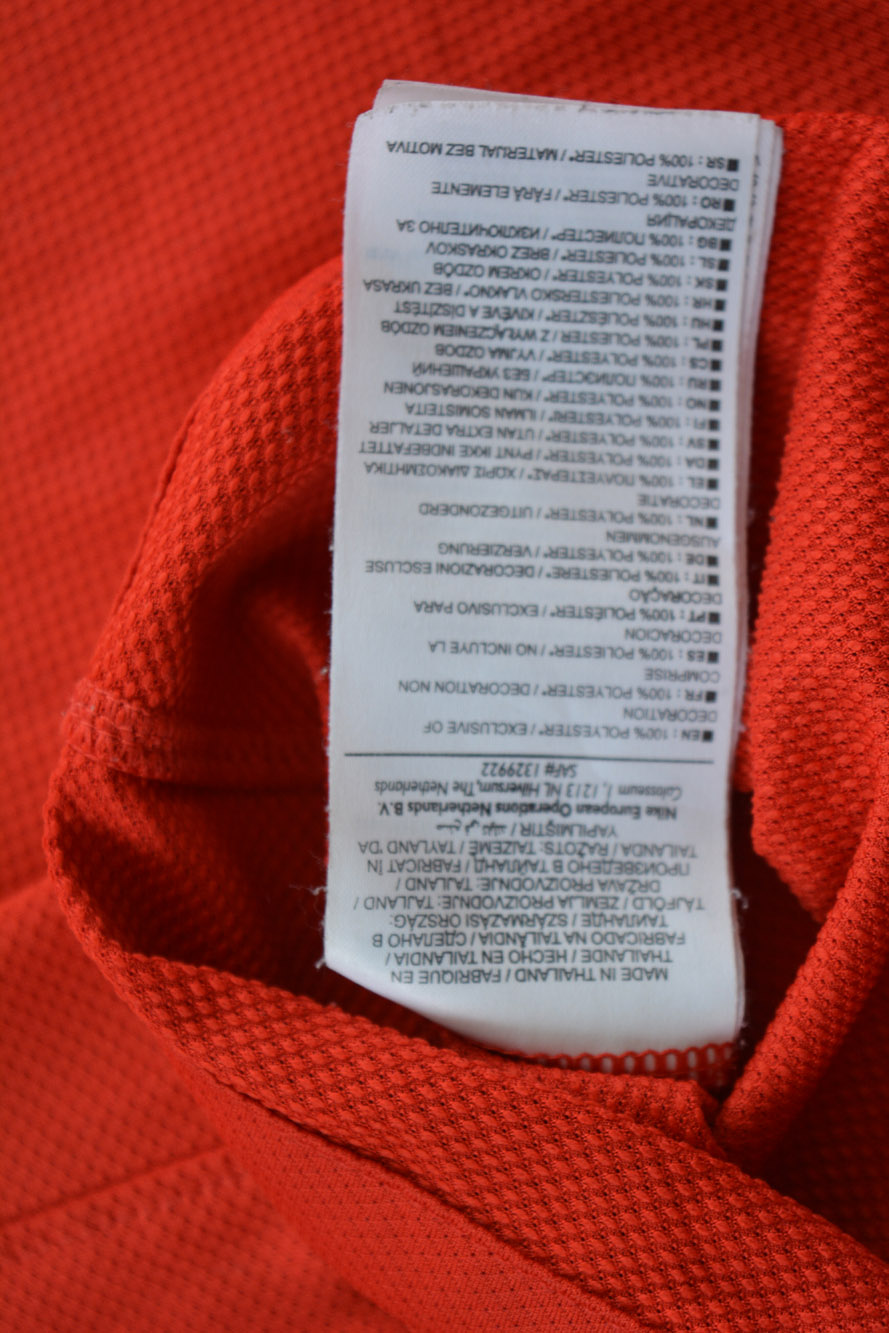 MADE IN THAILAND / FABRIQUE EN
THAILANDE / HECHO EN TAILANDIA /
FABRICADO NA TAILÂNDIA / СДЕЛАНО В
ТАИЛАНДЕ / SZÁRMAZÁSI ORSZÁG:
TÁJFÖLD / ZEMLJA PROIZVODNJE: TAJLAND /
DRŽAVA PROIZVODNJE: TAJLAND /
ПРОИЗВЕДЕНО В ТАЙЛАНД / FABRICAT ÎN
TAILANDA / RAŽOTS: TAIZEMĒ / TAYLAND 'DA
YAPILMIŞTIR /
Nike European Operations Netherlands B.V.
Colosseum 1, 1213 NL Hilversum, The Netherlands
SAF# 1329922
■ EN : 100% POLYESTER* / EXCLUSIVE OF
DECORATION
■ FR : 100% POLYESTER* / DECORATION NON
COMPRISE
■ ES : 100% POLIESTER* / NO INCLUYE LA
DECORACION
■ PT : 100% POLIÉSTER* / EXCLUSIVO PARA
DECORAÇÃO
■ IT : 100% POLIESTERE* / DECORAZIONI ESCLUSE
■ DE : 100% POLYESTER* / VERZIERUNG
AUSGENOMMEN
■ NL : 100% POLYESTER* / UITGEZONDERD
DECORATIE
■ EL : 100% ΠΟΛΥΕΣΤΕΡΑΣ* / ΧΩΡΙΣ ΔΙΑΚΟΣΜΗΤΙΚΑ
■ DA : 100% POLYESTER* / PYNT IKKE INDBEFATTET
■ SV : 100% POLYESTER* / UTAN EXTRA DETALJER
■ FI : 100% POLYESTERI* / ILMAN SOMISTEITA
■ NO : 100% POLYESTER* / KUN DEKORASJONEN
■ RU : 100% ПОЛИЭСТЕР* / БЕЗ УКРАШЕНИЙ
■ CS : 100% POLYESTER* / VYJMA OZDOB
■ PL : 100% POLYESTER / Z WYŁĄCZENIEM OZDÓB
■ HU : 100% POLIÉSZTER* / KIVÉVE A DÍSZÍTÉST
■ HR : 100% POLIESTERSKO VLAKNO* / BEZ UKRASA
■ SK : 100% POLYESTER* / OKREM OZDÔB
■ SL : 100% POLIESTER* / BREZ OKRASKOV
■ BG : 100% ПОЛИЕСТЕР* / ИЗКЛЮЧИТЕЛНО ЗА
ДЕКОРАЦИЯ
■ RO : 100% POLIESTER* / FĂRĂ ELEMENTE
DECORATIVE
■ SR : 100% POLIESTER* / MATERIJAL BEZ MOTIVA